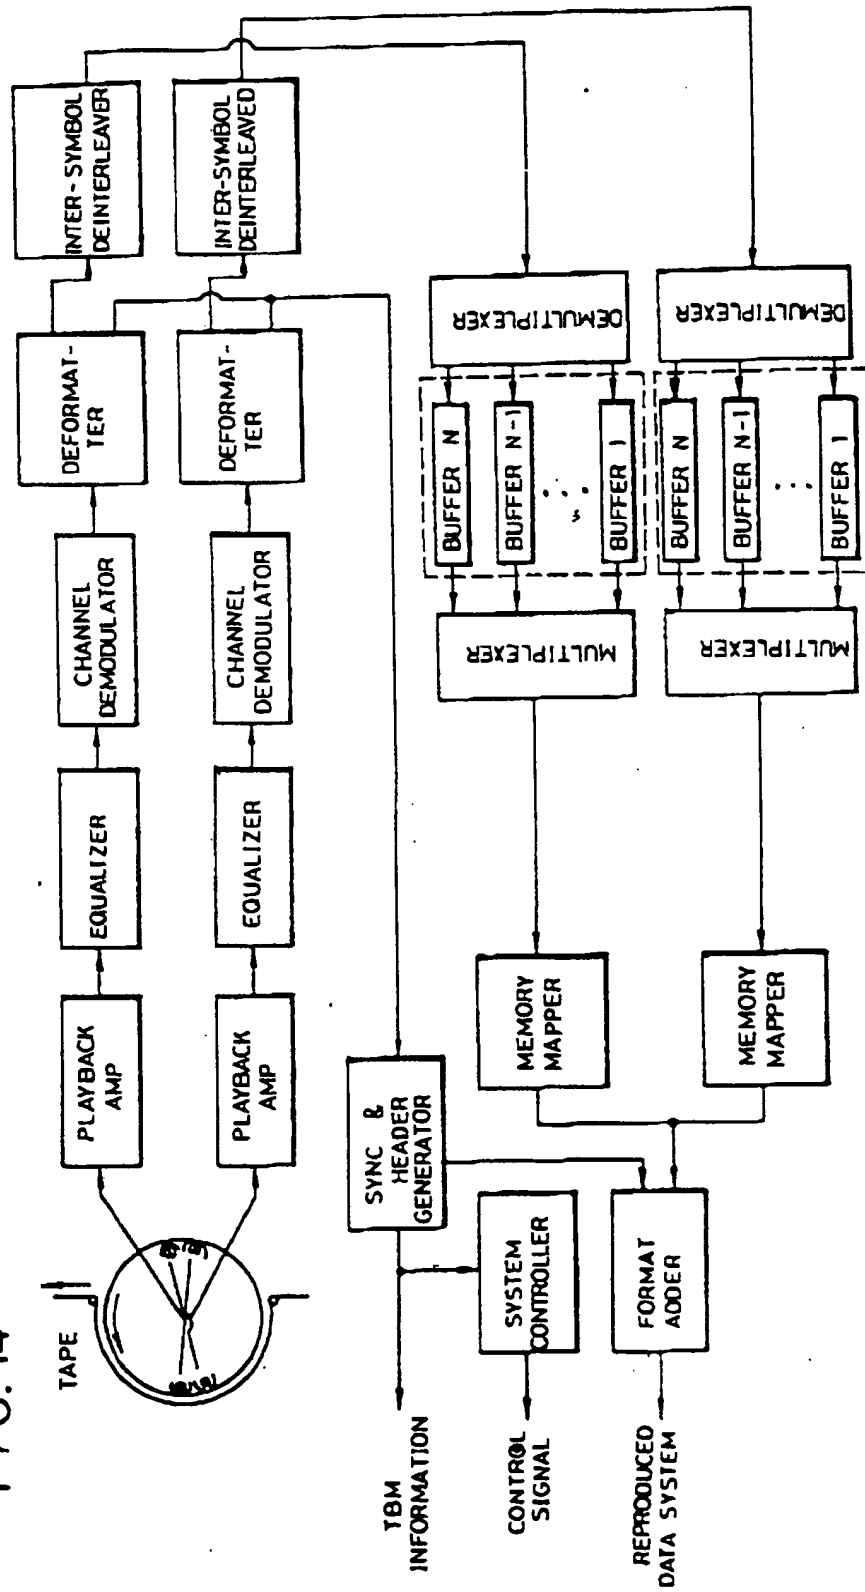 FIG. 14
TAPE
PLAYBACK
AMP
EQUALIZER
CHANNEL
DEMODULATOR
DEFORMAT-
TER
INTER-SYMBOL
DEINTERLEAVER
PLAYBACK
AMP
EQUALIZER
CHANNEL
DEMODULATOR
DEFORMAT-
TER
INTER-SYMBOL
DEINTERLEAVED
TBM
INFORMATION
SYNC &
HEADER
GENERATOR
CONTROL
SIGNAL
SYSTEM
CONTROLLER
REPRODUCED
DATA SYSTEM
FORMAT
ADDER
MEMORY
MAPPER
MULTIPLEXER
BUFFER N
BUFFER N-1
...
BUFFER 1
DEMULTIPLEXER
MEMORY
MAPPER
MULTIPLEXER
BUFFER N
BUFFER N-1
...
BUFFER 1
DEMULTIPLEXER